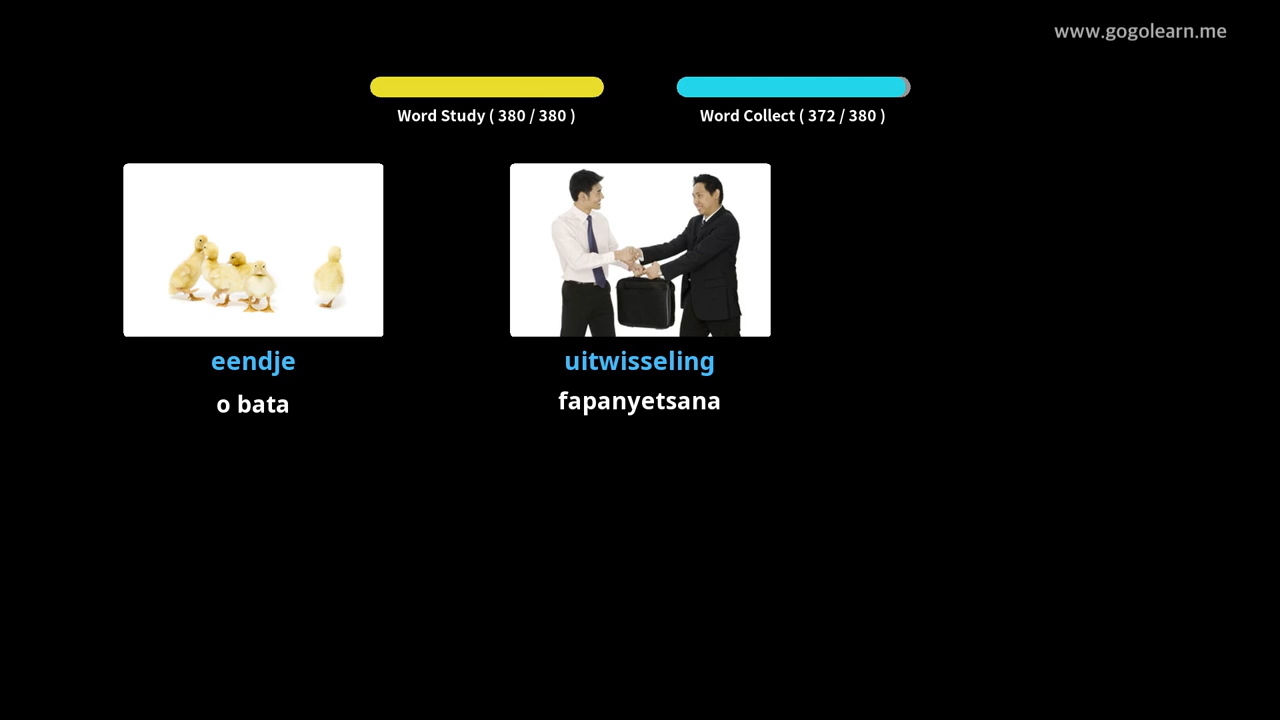 www.gogolearn.me
Word Study ( 380 / 380 )
Word Collect ( 372 / 380 )
eendje
uitwisseling
o bata
fapanyetsana